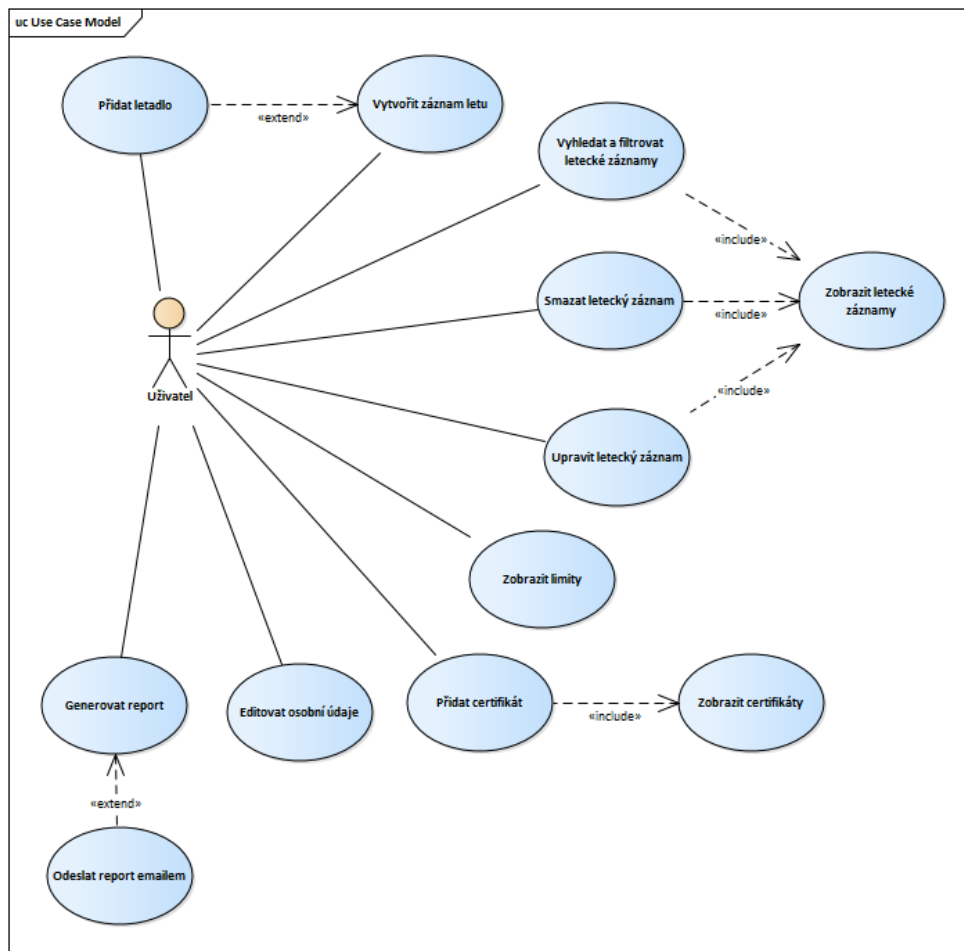 uc Use Case Model
Přidat letadlo
«extend»
Vytvořit záznam letu
Vyhledat a filtrovat
letecké záznamy
«include»
Smazat letecký záznam
«include»
Zobrazit letecké
záznamy
Uživatel
«include»
Upravit letecký záznam
Zobrazit limity
Generovat report
Editovat osobní údaje
Přidat certifikát
«include»
Zobrazit certifikáty
«extend»
Odeslat report emailem